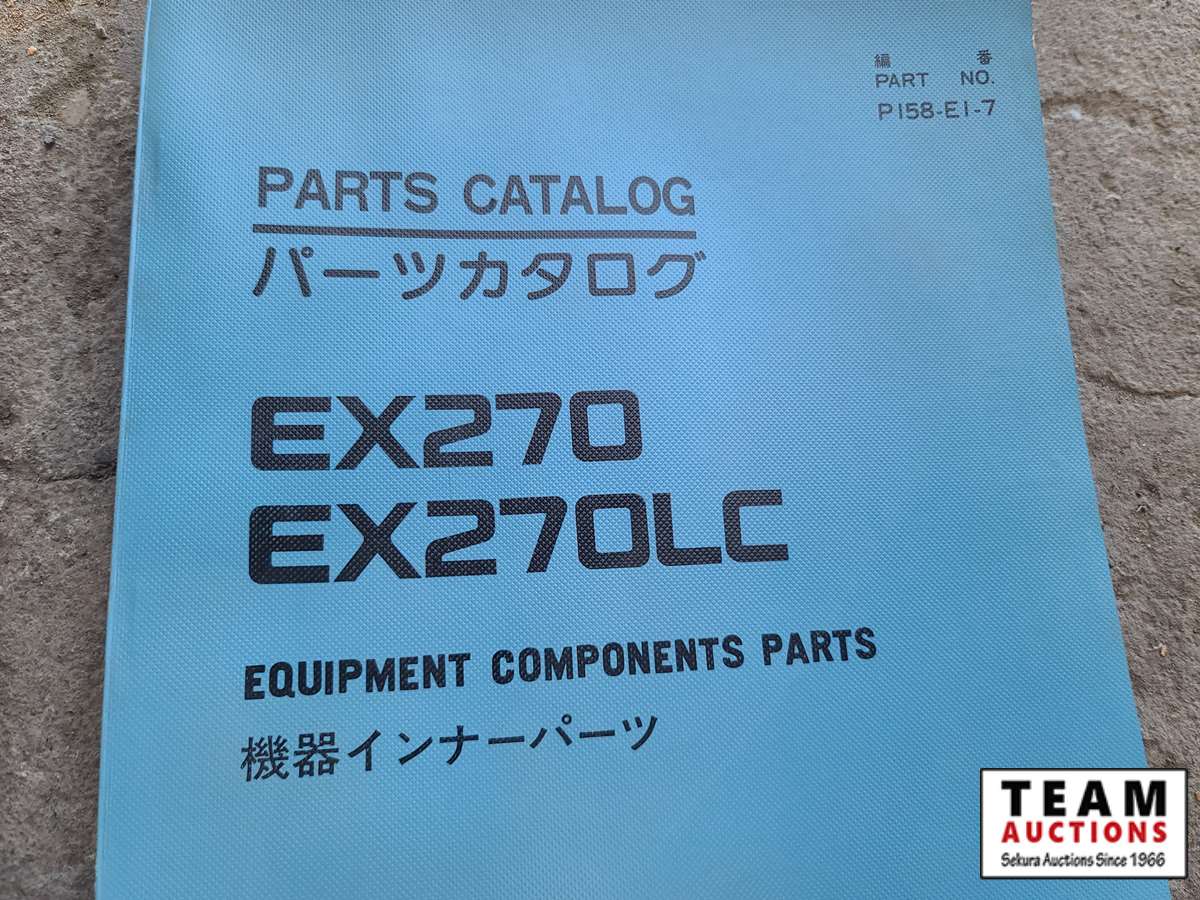 編 番
PART NO.
P158-E1-7
PARTS CATALOG
パーツカタログ
EX270
EX270LC
EQUIPMENT COMPONENTS PARTS
機器インナーパーツ
TEAM
AUCTIONS
Sekura Auctions Since 1966